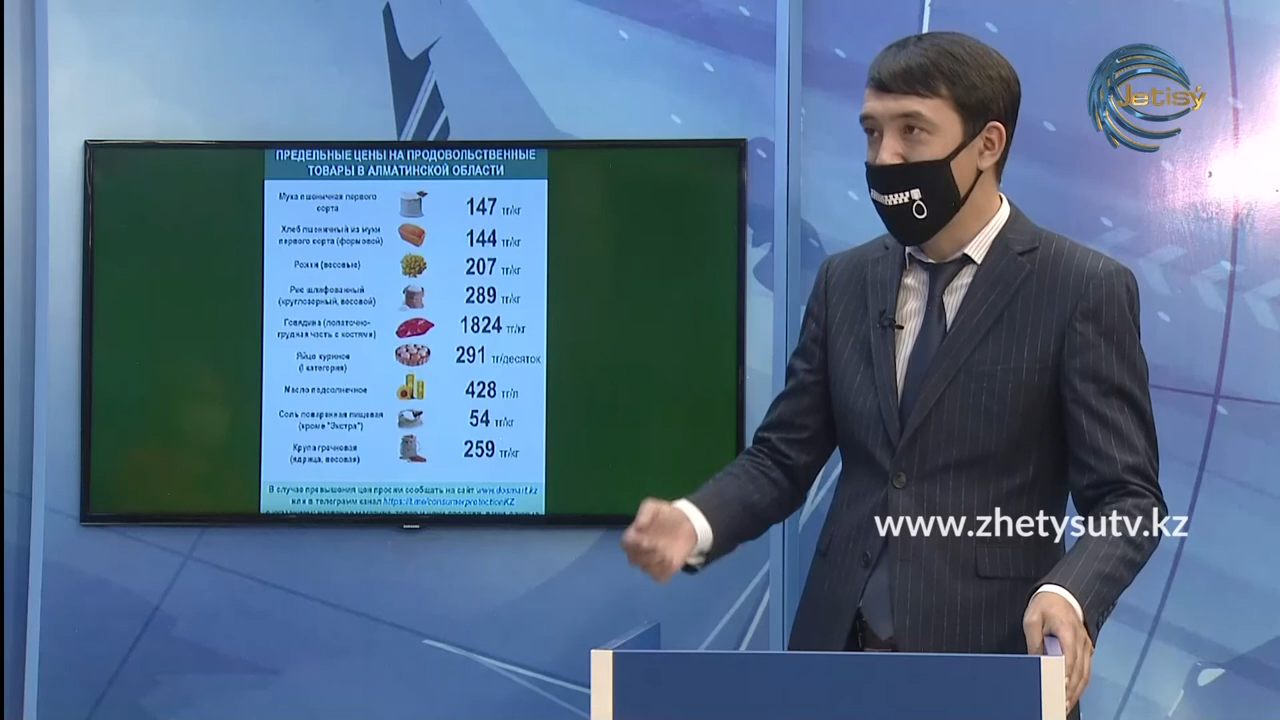 Jetisý
ПРЕДЕЛЬНЫЕ ЦЕНЫ НА ПРОДОВОЛЬСТВЕННЫЕ
ТОВАРЫ В АЛМАТИНСКОЙ ОБЛАСТИ
Мука пшеничная первого
сорта
147 тг/кг
Хлеб пшеничный из муки
первого сорта (формовой)
144 тг/кг
Рожки (весовые)
207 тг/кг
Рис шлифованный
(круглозерный, весовой)
289 тг/кг
Говядина (лопаточно-
грудная часть с костями)
1824 тг/кг
Яйцо куриное
(I категория)
291 тг/десяток
Масло подсолнечное
428 тг/л
Соль поваренная пищевая
(кроме "Экстра")
54 тг/кг
Крупа гречневая
(ядрица, весовая)
259 тг/кг
В случае превышения цен просим сообщать на сайт www.dosmart.kz
или в телеграмм канал https://t.me/consumerprotectionKZ
www.zhetysutv.kz